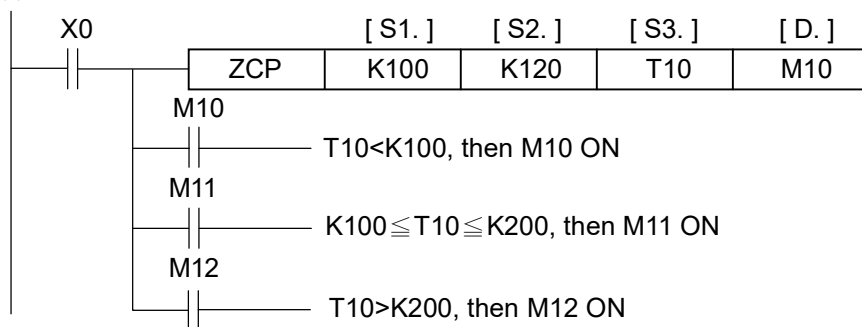 X0 [ S1. ] [ S2. ] [ S3. ] [ D. ]
ZCP K100 K120 T10 M10
M10
T10<K100, then M10 ON
M11
K100≦T10≦K200, then M11 ON
M12
T10>K200, then M12 ON